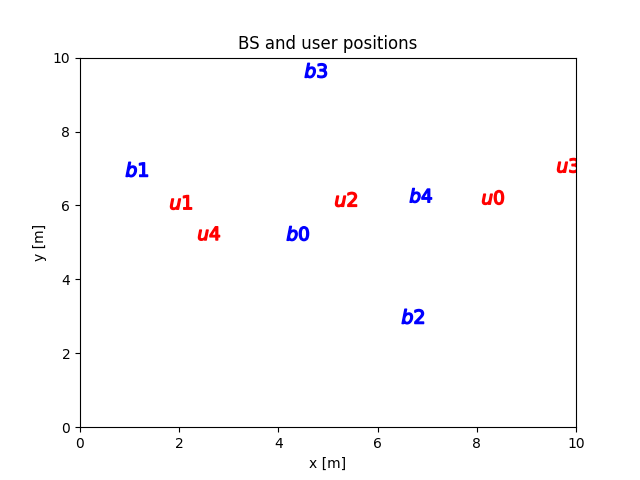 BS and user positions
10
b3
8
u3
b1
b4
u0
u2
u1
6
u4
b0
y [m]
4
b2
2
0
0 2 4 6 8 10
x [m]